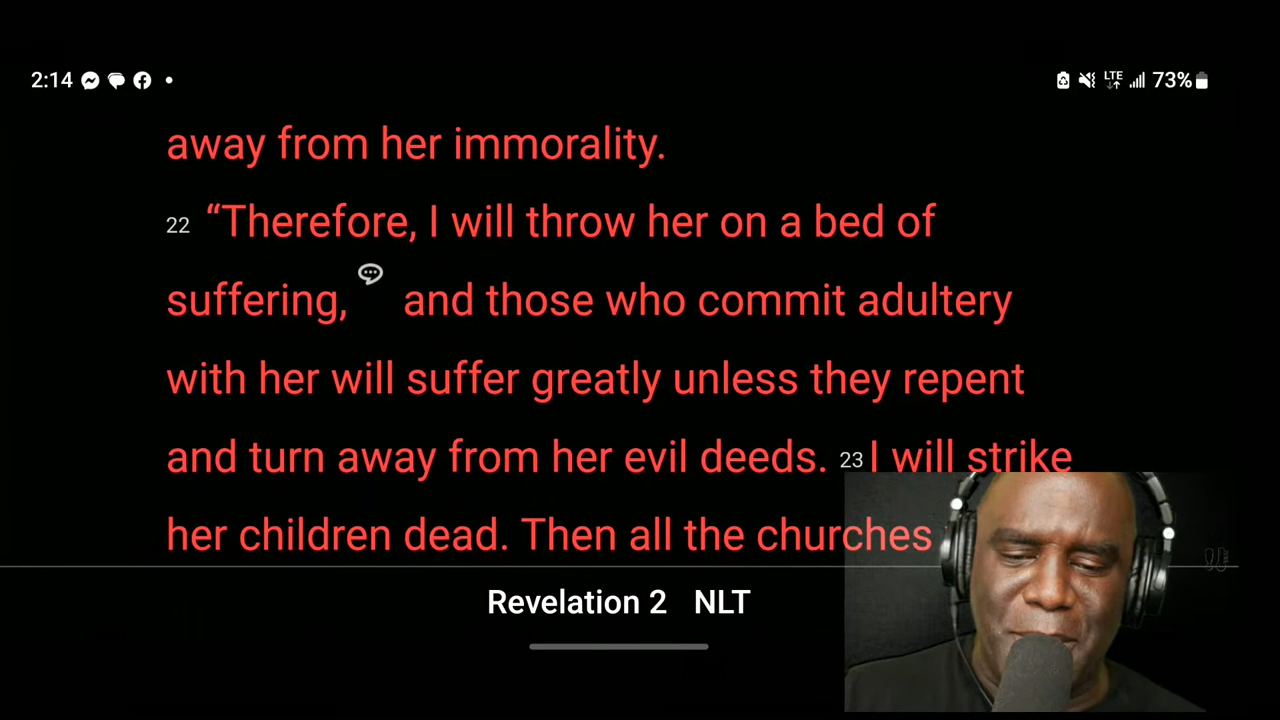 2:14
LTE 73%
away from her immorality.
22 “Therefore, I will throw her on a bed of
suffering, and those who commit adultery
with her will suffer greatly unless they repent
and turn away from her evil deeds. 23 I will strike
her children dead. Then all the churches
Revelation 2 NLT